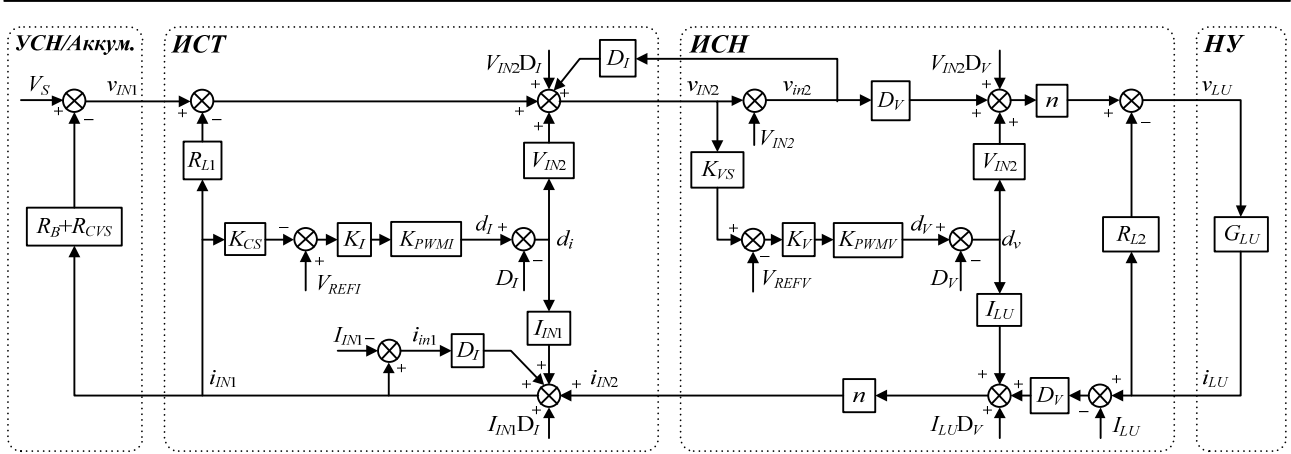 УСН/Аккум.
ИСТ
ИСН
НУ
V_IN2D_I
D_I
V_IN2D_V
V_S
v_IN1
v_IN2
v_in2
D_V
n
v_LU
V_IN2
R_L1
V_IN2
K_VS
V_IN2
R_B+R_CVS
K_CS
K_I
K_PWMI
d_I
d_i
K_V
K_PWMV
d_V
d_v
R_L2
G_LU
V_REFI
D_I
V_REFV
D_V
I_IN1
I_LU
I_IN1
i_in1
D_I
i_IN1
i_IN2
n
D_V
i_LU
I_IN1D_I
I_LUD_V
I_LU